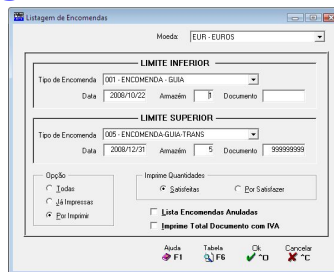 Listagem de Encomendas
Moeda: EUR - EUROS
LIMITE INFERIOR
Tipo de Encomenda 001 - ENCOMENDA - GUIA
Data 2008/10/22 Armazém 1 Documento
LIMITE SUPERIOR
Tipo de Encomenda 005 - ENCOMENDA-GUIA-TRANS
Data 2008/12/31 Armazém 5 Documento 999999999
Opção
Todas
Já Impressas
Por Imprimir
Imprime Quantidades
Satisfeitas Por Satisfazer
Lista Encomendas Anuladas
Imprime Total Documento com IVA
Ajuda Tabela Ok Cancelar
F1 F6 ^O ^C